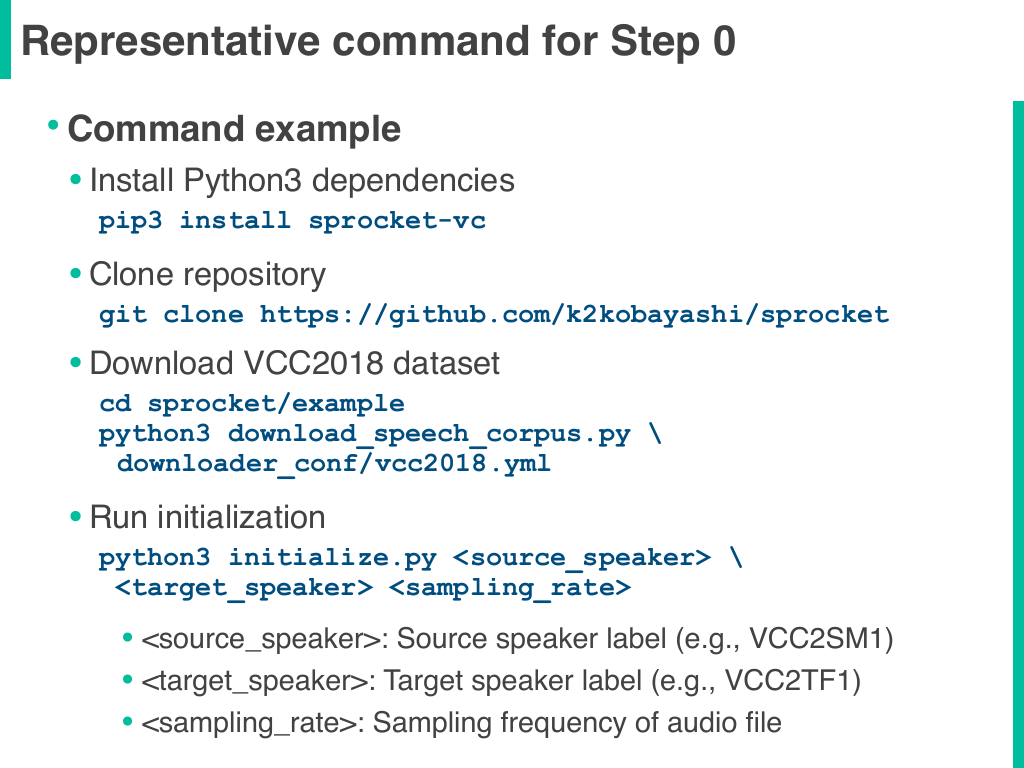 Representative command for Step 0
• Command example
• Install Python3 dependencies
pip3 install sprocket-vc
• Clone repository
git clone https://github.com/k2kobayashi/sprocket
• Download VCC2018 dataset
cd sprocket/example
python3 download_speech_corpus.py \
downloader_conf/vcc2018.yml
• Run initialization
python3 initialize.py <source_speaker> \
<target_speaker> <sampling_rate>
• <source_speaker>: Source speaker label (e.g., VCC2SM1)
• <target_speaker>: Target speaker label (e.g., VCC2TF1)
• <sampling_rate>: Sampling frequency of audio file